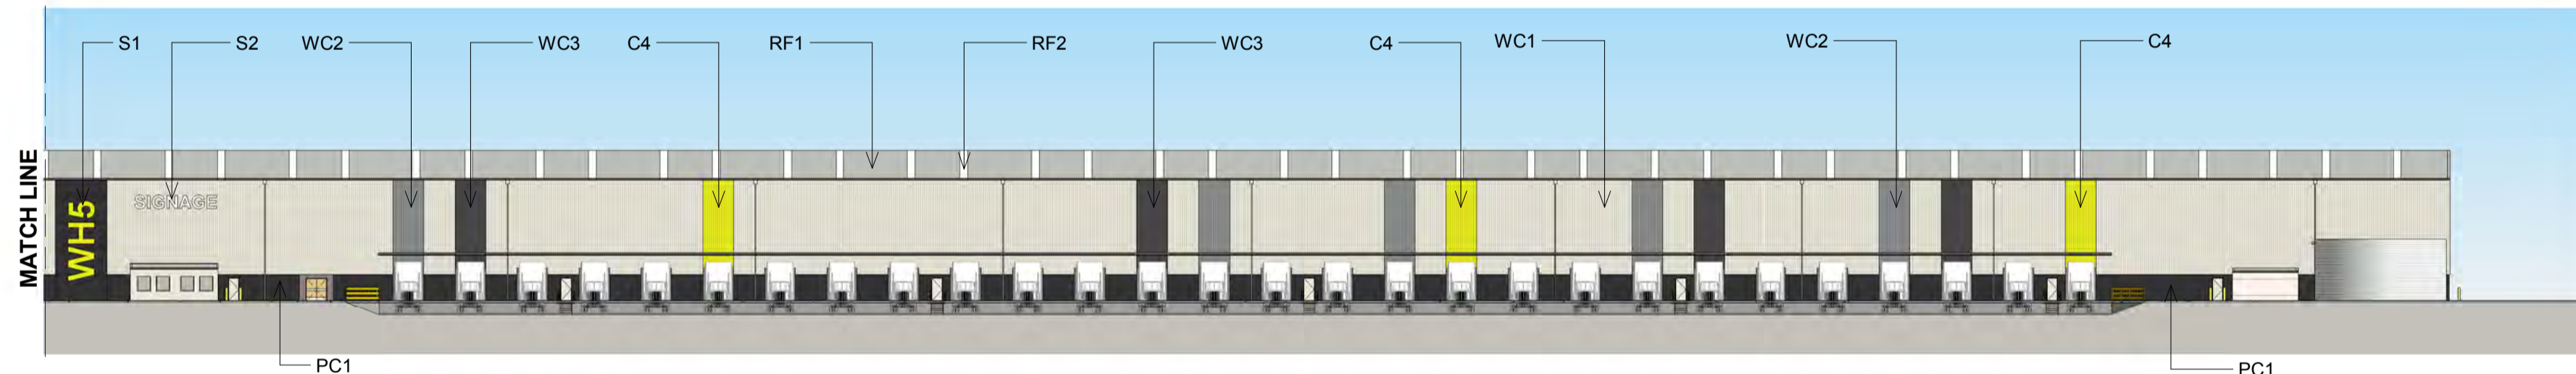 S1
S2
WC2
WC3
C4
RF1
RF2
WC3
C4
WC1
WC2
C4
MATCH LINE
WH5
SIGNAGE
PC1
PC1